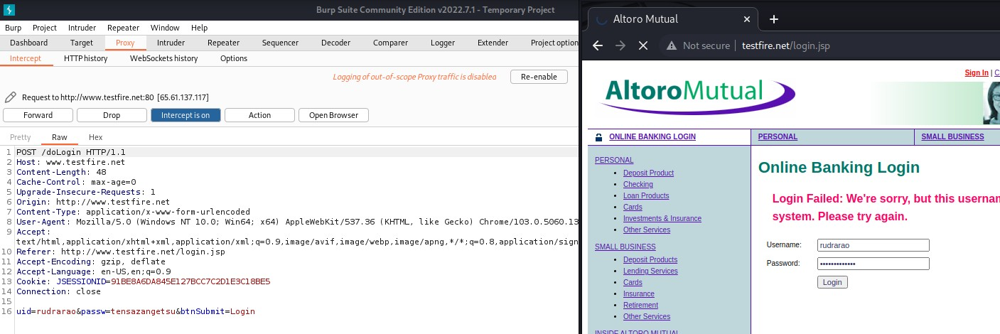 Burp Suite Community Edition v2022.7.1 - Temporary Project
Burp Project Intruder Repeater Window Help
Dashboard Target Proxy Intruder Repeater Sequencer Decoder Comparer Logger Extender Project option
Intercept HTTP history WebSockets history Options
Logging of out-of-scope Proxy traffic is disabled Re-enable
Request to http://www.testfire.net:80 [65.61.137.117]
Forward Drop Intercept is on Action Open Browser
Pretty Raw Hex
1 POST /doLogin HTTP/1.1
2 Host: www.testfire.net
3 Content-Length: 48
4 Cache-Control: max-age=0
5 Upgrade-Insecure-Requests: 1
6 Origin: http://www.testfire.net
7 Content-Type: application/x-www-form-urlencoded
8 User-Agent: Mozilla/5.0 (Windows NT 10.0; Win64; x64) AppleWebKit/537.36 (KHTML, like Gecko) Chrome/103.0.5060.13
9 Accept:
text/html,application/xhtml+xml,application/xml;q=0.9,image/avif,image/webp,image/apng,*/*;q=0.8,application/sign
10 Referer: http://www.testfire.net/login.jsp
11 Accept-Encoding: gzip, deflate
12 Accept-Language: en-US,en;q=0.9
13 Cookie: JSESSIONID=91BE8A6DA845E127BCC7C2D1E3C18BE5
14 Connection: close
15
16 uid=rudrarao&passw=tensazangetsu&btnSubmit=Login
Altoro Mutual
Not secure | testfire.net/login.jsp
Sign In | C
AltoroMutual
ONLINE BANKING LOGIN PERSONAL SMALL BUSINESS
PERSONAL
Deposit Product
Checking
Loan Products
Cards
Investments & Insurance
Other Services
SMALL BUSINESS
Deposit Products
Lending Services
Cards
Insurance
Retirement
Other Services
INSIDE ALTORO MUTUAL
Online Banking Login
Login Failed: We're sorry, but this usernam
system. Please try again.
Username: rudrarao
Password: •••••••••••••
Login